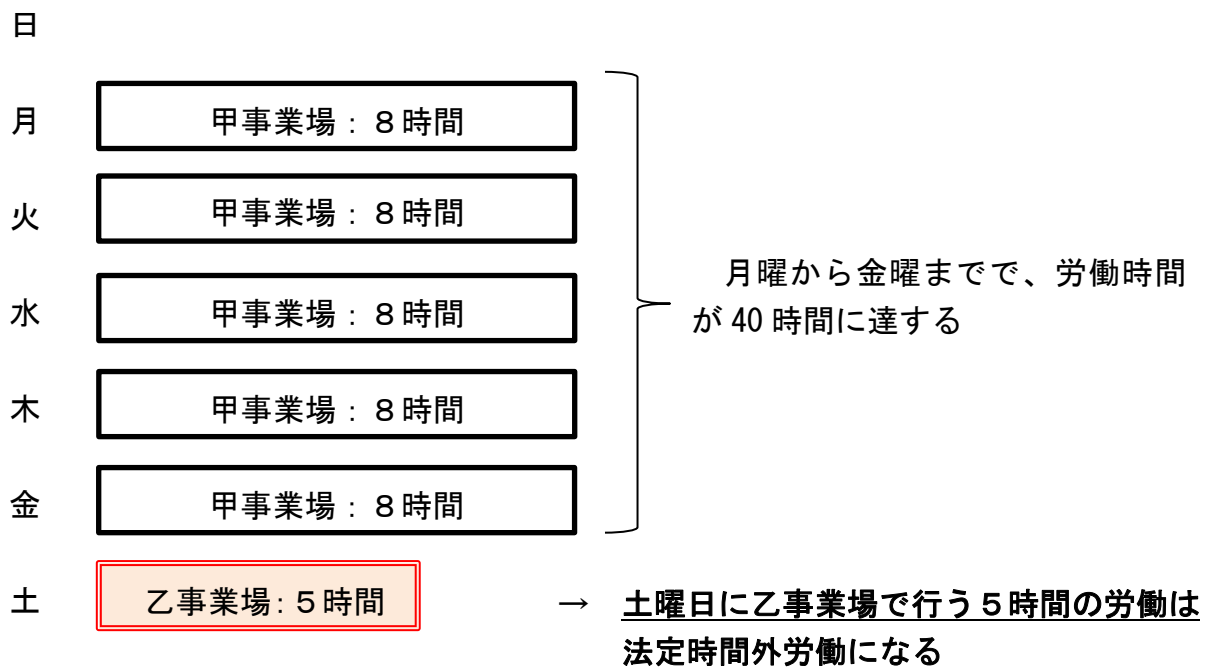 日
月 甲事業場：８時間
火 甲事業場：８時間
水 甲事業場：８時間
月曜から金曜までで、労働時間
が 40 時間に達する
木 甲事業場：８時間
金 甲事業場：８時間
土 乙事業場：５時間 → 土曜日に乙事業場で行う５時間の労働は
法定時間外労働になる